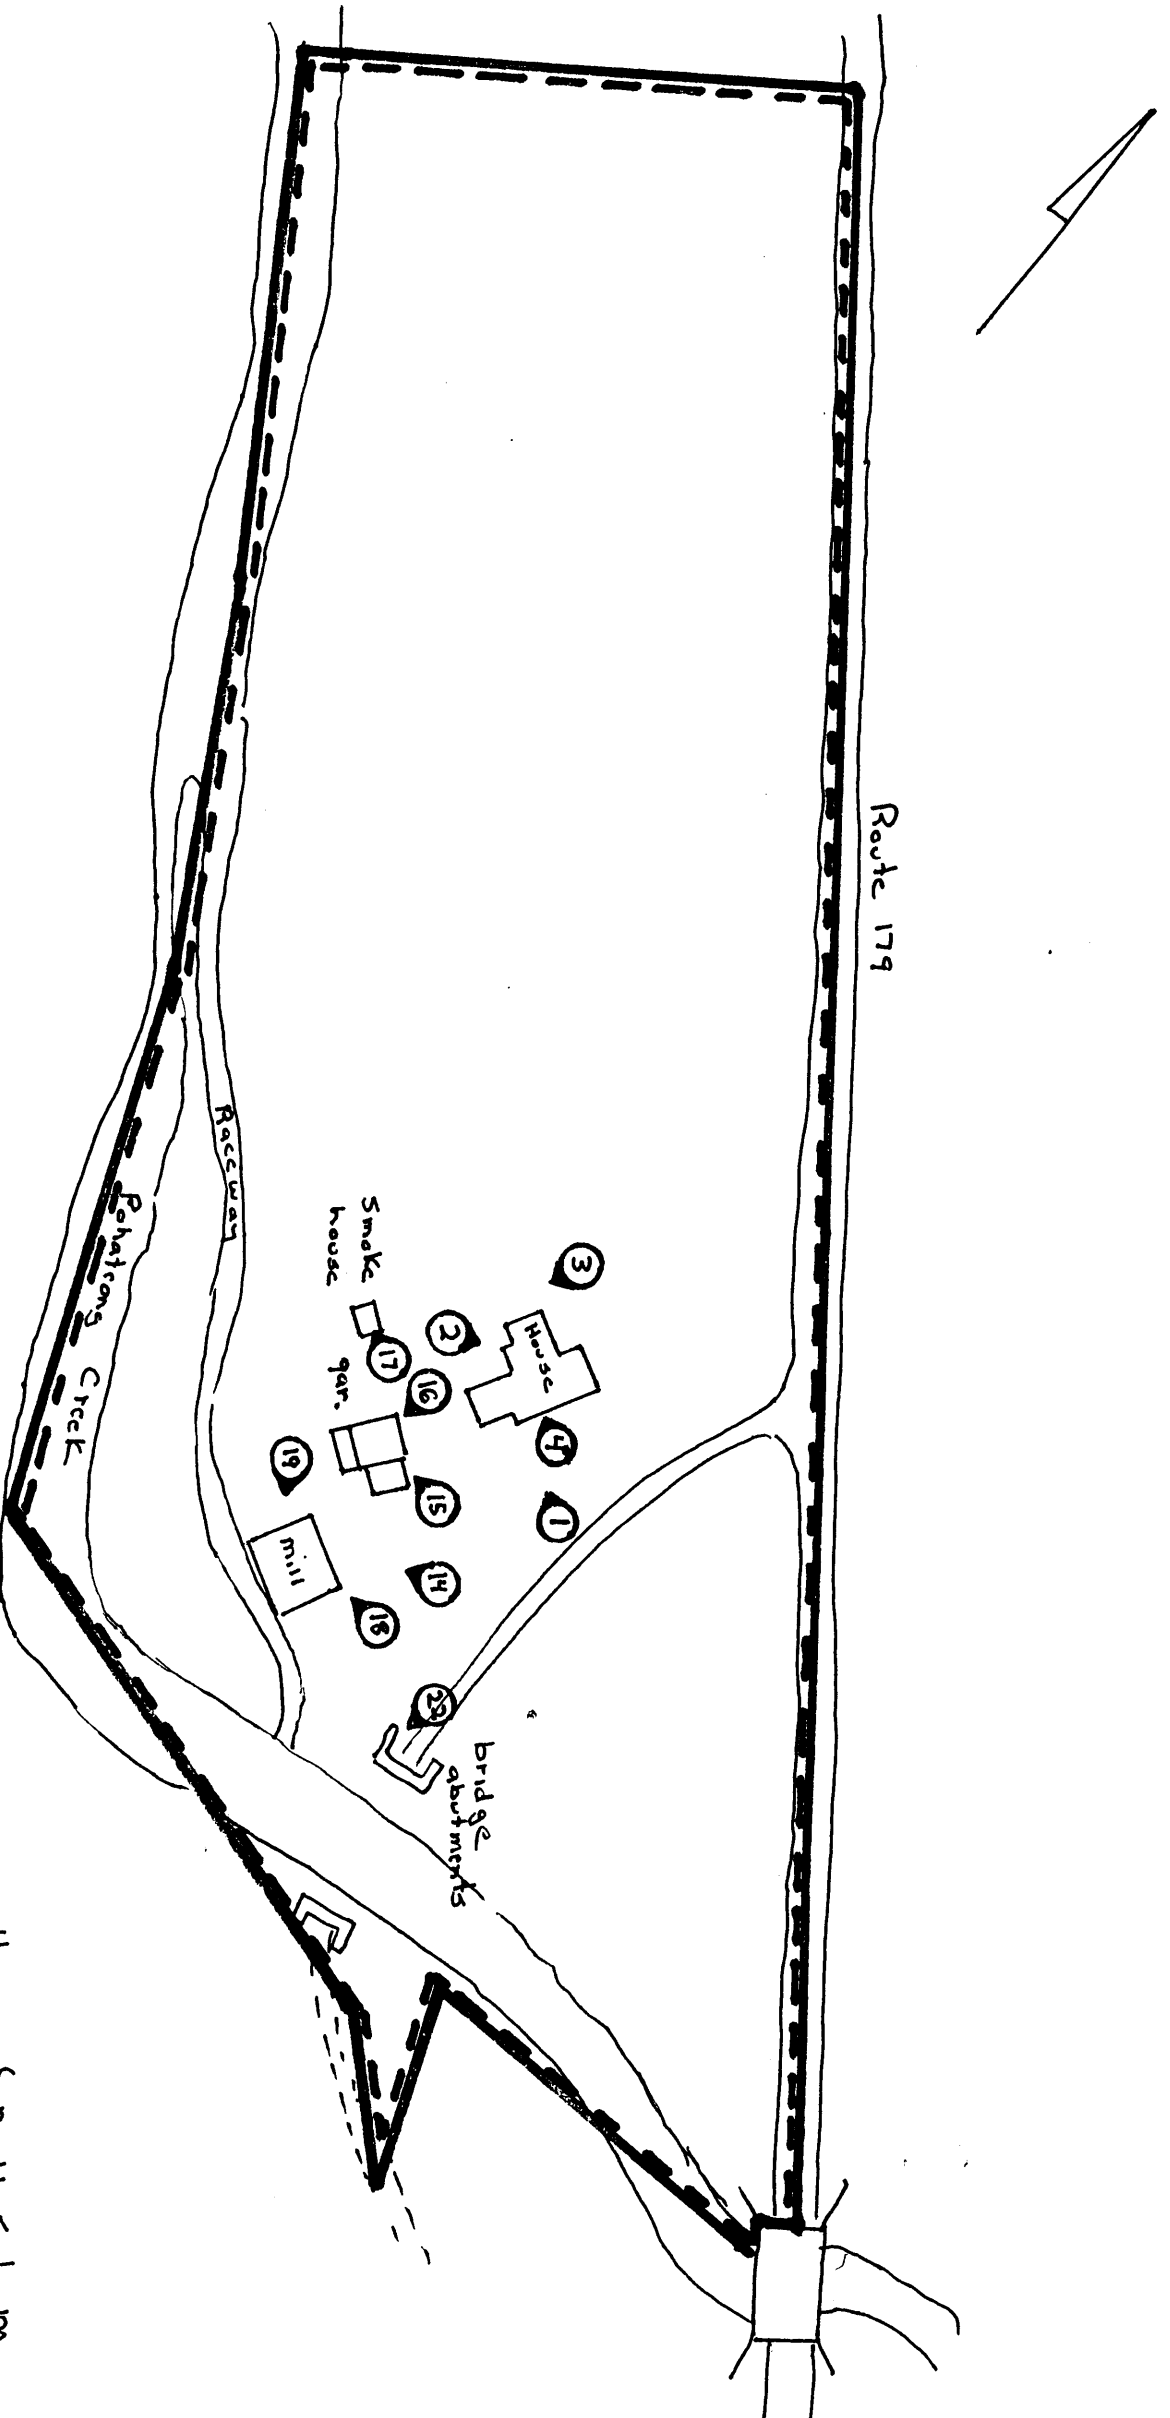 Route 179
Raceway
Pohatcong Creek
Smoke
house
gar.
House
mill
bridge
abutments
3
2
17
16
4
19
15
1
14
18
22